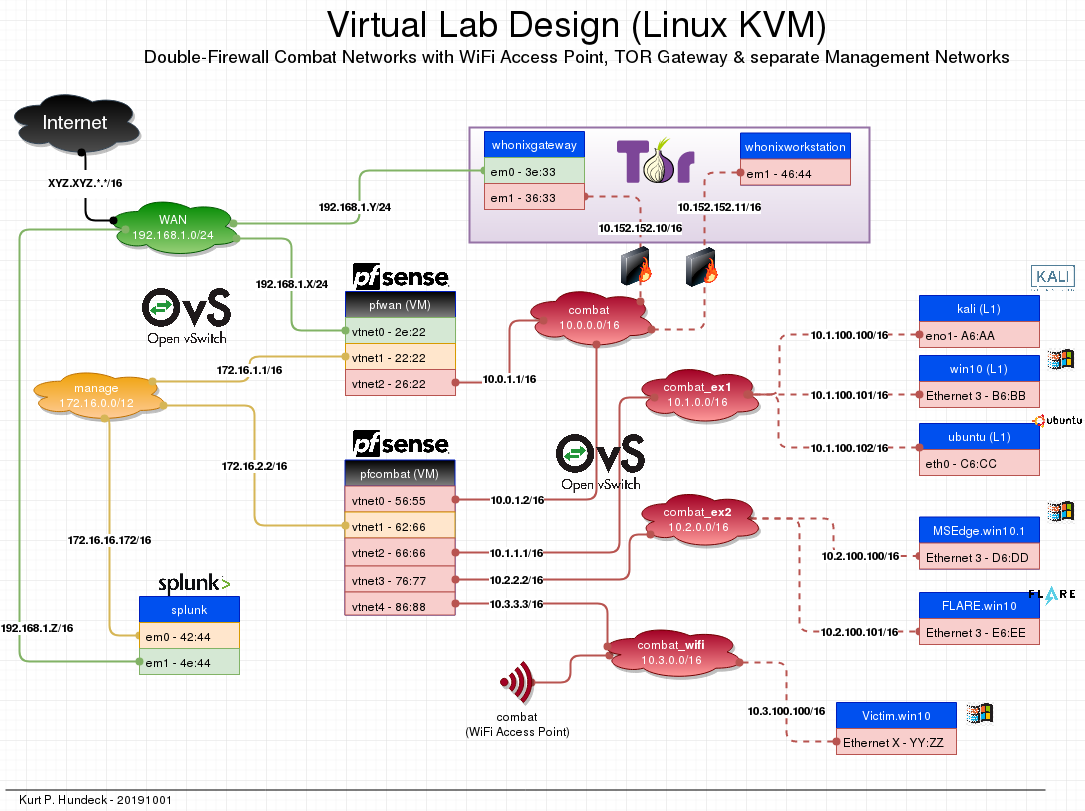 Virtual Lab Design (Linux KVM)
Double-Firewall Combat Networks with WiFi Access Point, TOR Gateway & separate Management Networks
Internet
XYZ.XYZ.*.*/16
WAN
192.168.1.0/24
192.168.1.Y/24
192.168.1.X/24
whonixgateway
em0 - 3e:33
em1 - 36:33
Tor
whonixworkstation
em1 - 46:44
10.152.152.11/16
10.152.152.10/16
OvS
Open vSwitch
pfsense
pfwan (VM)
vtnet0 - 2e:22
vtnet1 - 22:22
vtnet2 - 26:22
172.16.1.1/16
10.0.1.1/16
combat
10.0.0.0/16
manage
172.16.0.0/12
172.16.2.2/16
172.16.16.172/16
combat_ex1
10.1.0.0/16
10.1.100.100/16
10.1.100.101/16
10.1.100.102/16
KALI
kali (L1)
eno1- A6:AA
win10 (L1)
Ethernet 3 - B6:BB
ubuntu
ubuntu (L1)
eth0 - C6:CC
pfsense
pfcombat (VM)
vtnet0 - 56:55
vtnet1 - 62:66
vtnet2 - 66:66
vtnet3 - 76:77
vtnet4 - 86:88
10.0.1.2/16
10.1.1.1/16
10.2.2.2/16
10.3.3.3/16
OvS
Open vSwitch
combat_ex2
10.2.0.0/16
10.2.100.100/16
10.2.100.101/16
MSEdge.win10.1
Ethernet 3 - D6:DD
FLARE
FLARE.win10
Ethernet 3 - E6:EE
splunk>
splunk
em0 - 42:44
em1 - 4e:44
192.168.1.Z/16
combat_wifi
10.3.0.0/16
combat
(WiFi Access Point)
10.3.100.100/16
Victim.win10
Ethernet X - YY:ZZ
Kurt P. Hundeck - 20191001